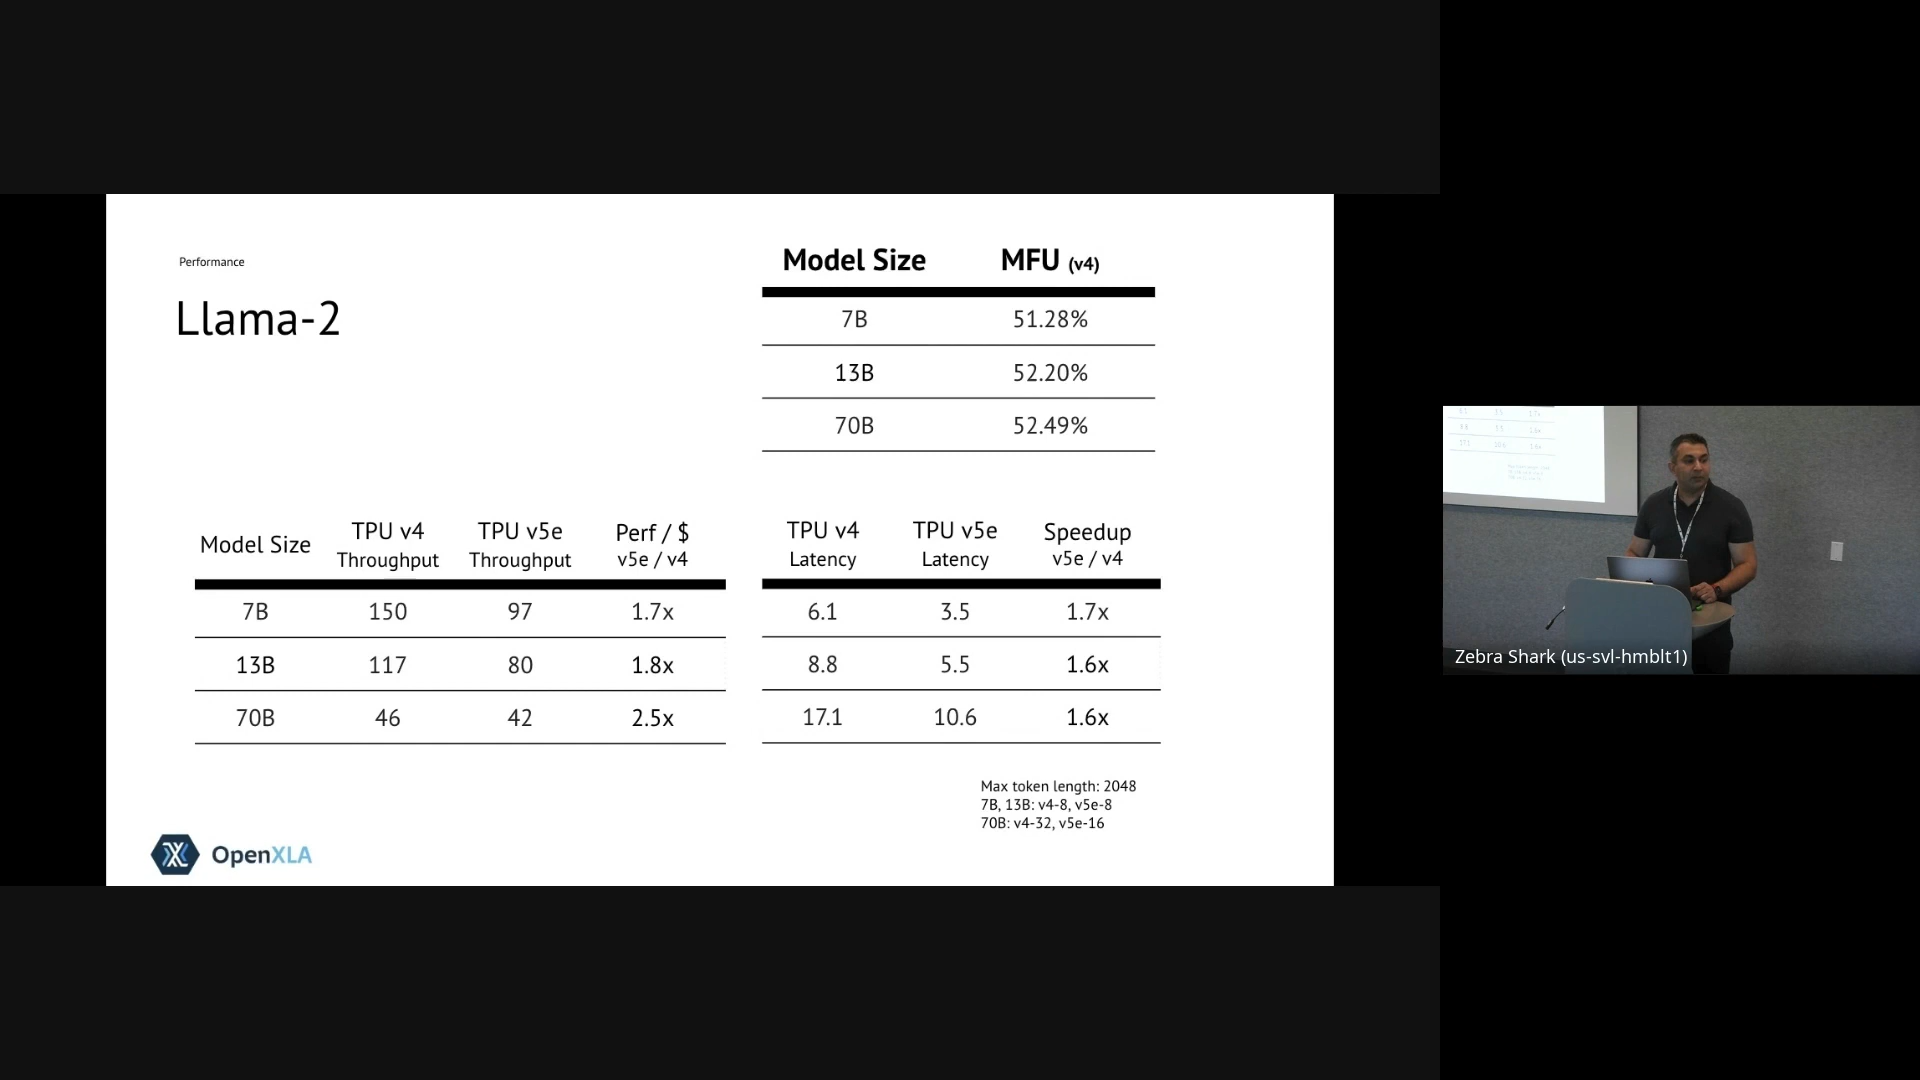 Performance
Llama-2
Model Size MFU (v4)
7B 51.28%
13B 52.20%
70B 52.49%
Model Size TPU v4 Throughput TPU v5e Throughput Perf / $ v5e / v4
7B 150 97 1.7x
13B 117 80 1.8x
70B 46 42 2.5x
TPU v4 Latency TPU v5e Latency Speedup v5e / v4
6.1 3.5 1.7x
8.8 5.5 1.6x
17.1 10.6 1.6x
Max token length: 2048
7B, 13B: v4-8, v5e-8
70B: v4-32, v5e-16
OpenXLA
Zebra Shark (us-svl-hmblt1)